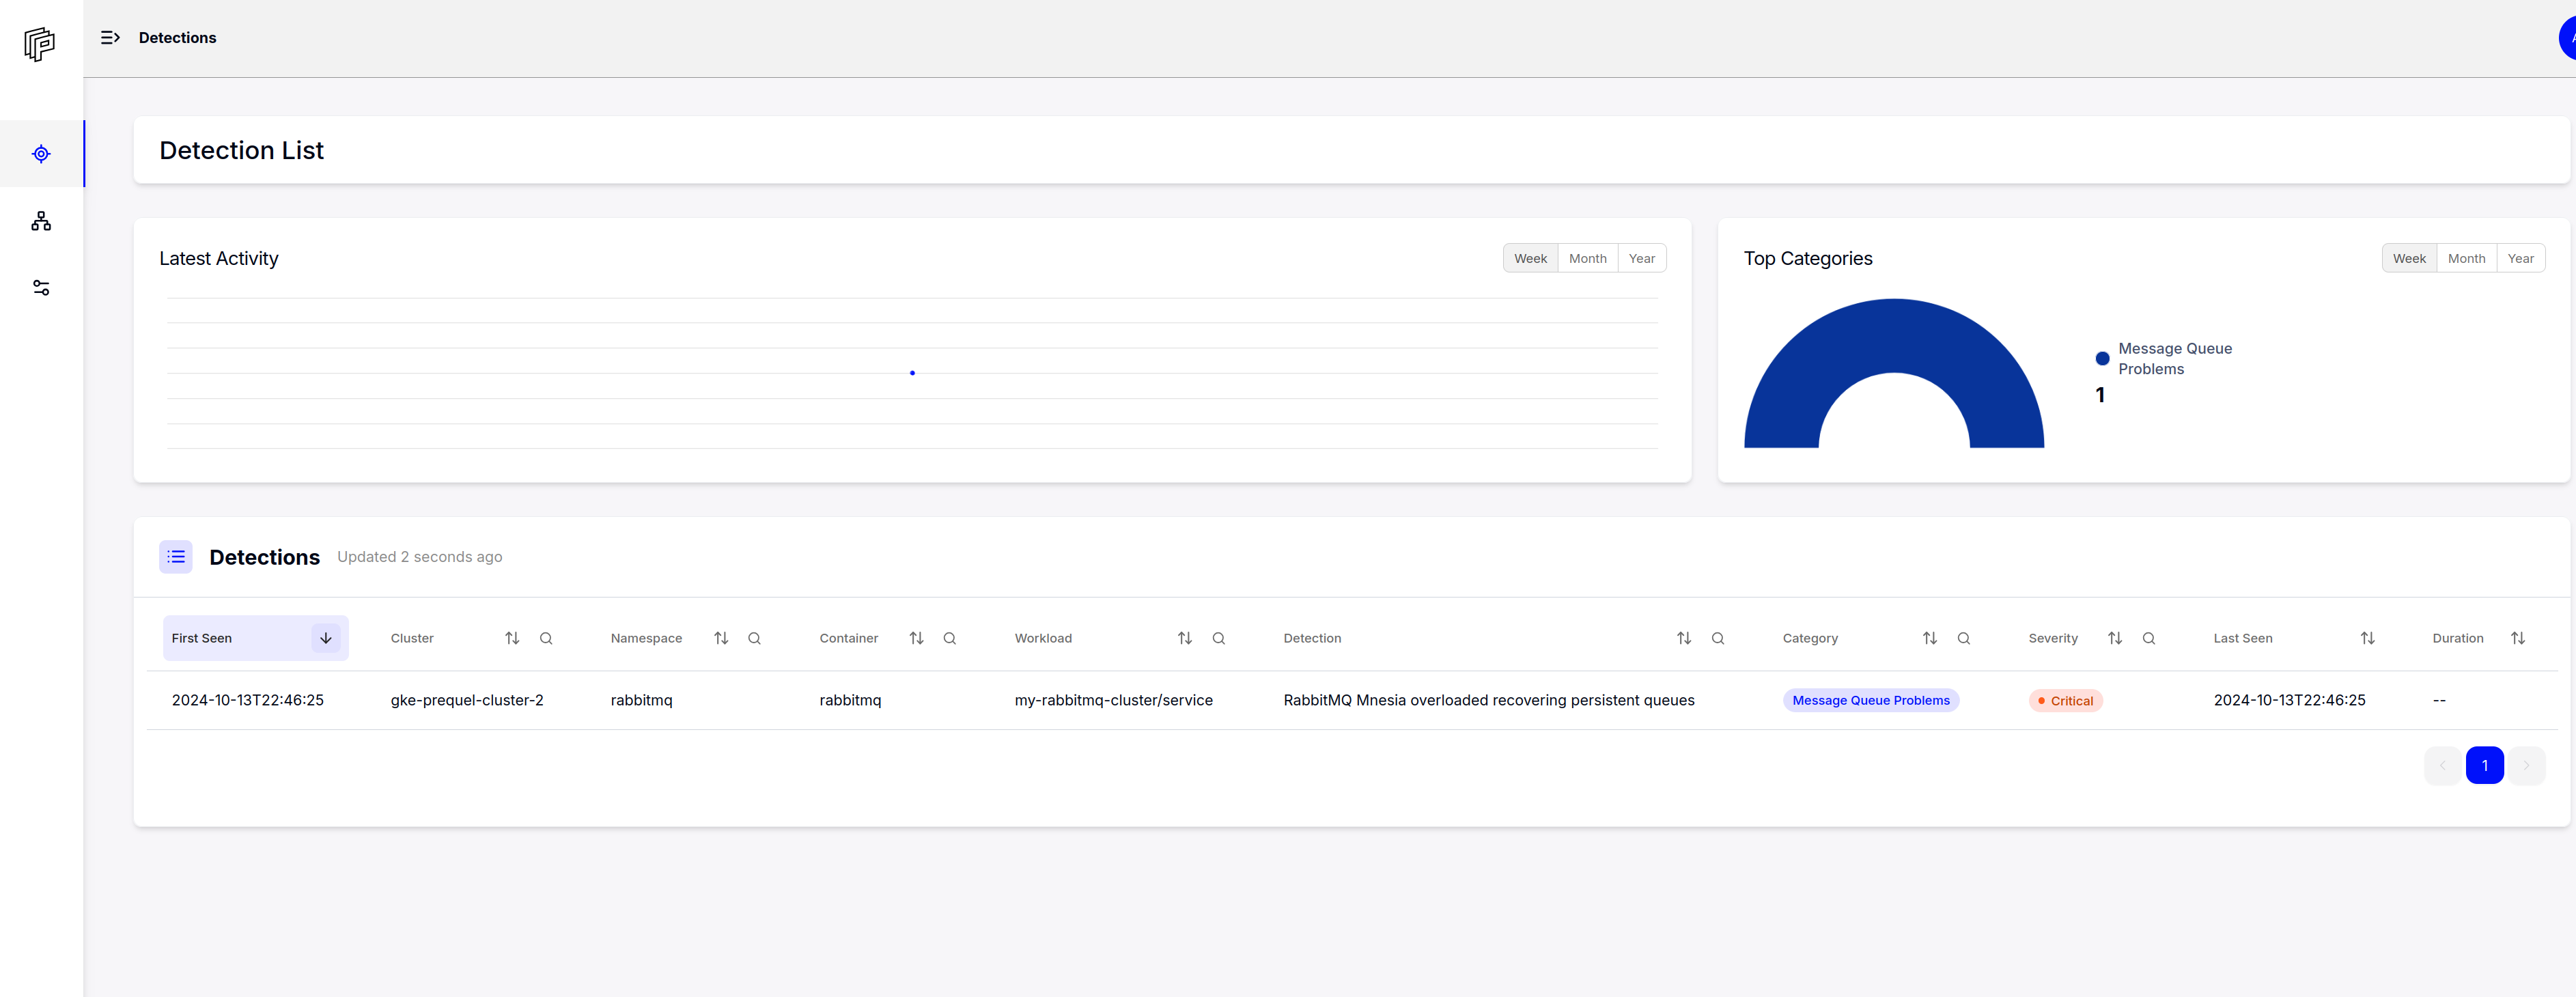 Detections
Detection List
Latest Activity
Week Month Year
Top Categories
Week Month Year
Message Queue
Problems
1
Detections Updated 2 seconds ago
First Seen Cluster Namespace Container Workload Detection Category Severity Last Seen Duration
2024-10-13T22:46:25 gke-prequel-cluster-2 rabbitmq rabbitmq my-rabbitmq-cluster/service RabbitMQ Mnesia overloaded recovering persistent queues Message Queue Problems Critical 2024-10-13T22:46:25 --
1